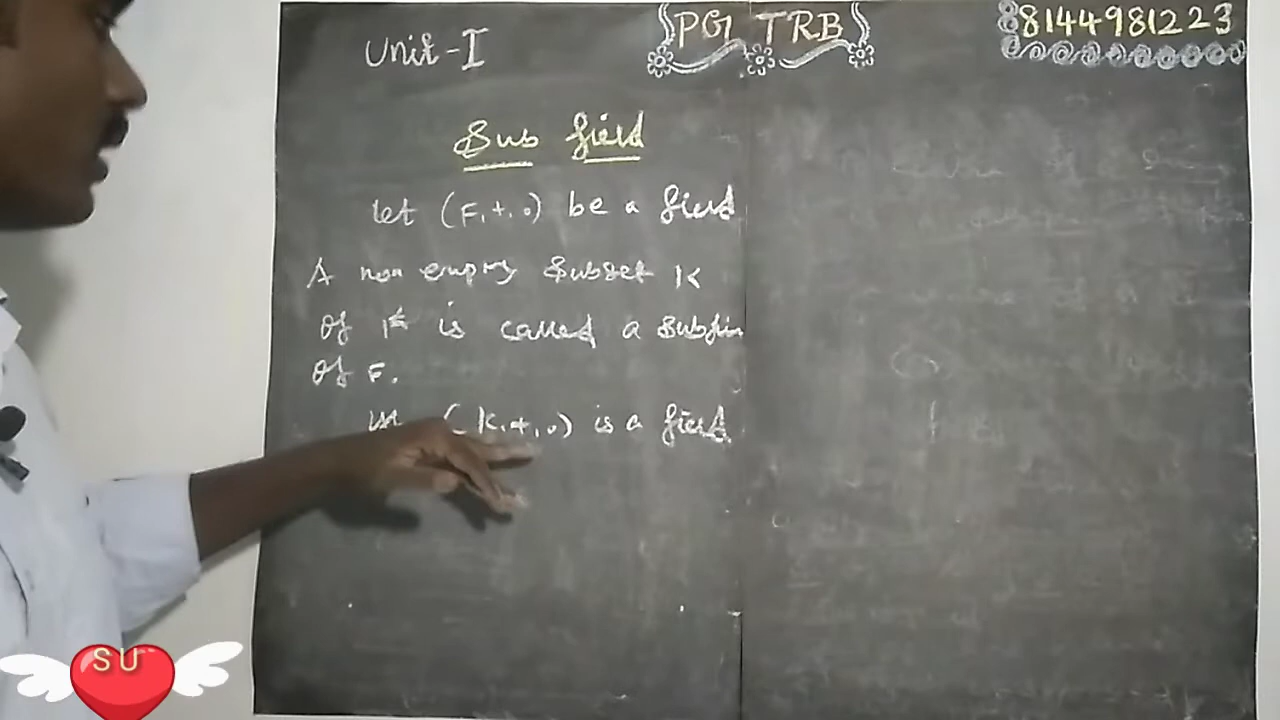 Unit-I
PG TRB
8144981223
Sub field
let (F, +, o) be a field
A non empty Subset K
Of is called a Subfin
Of F.
(K, +, o) is a field.
SU